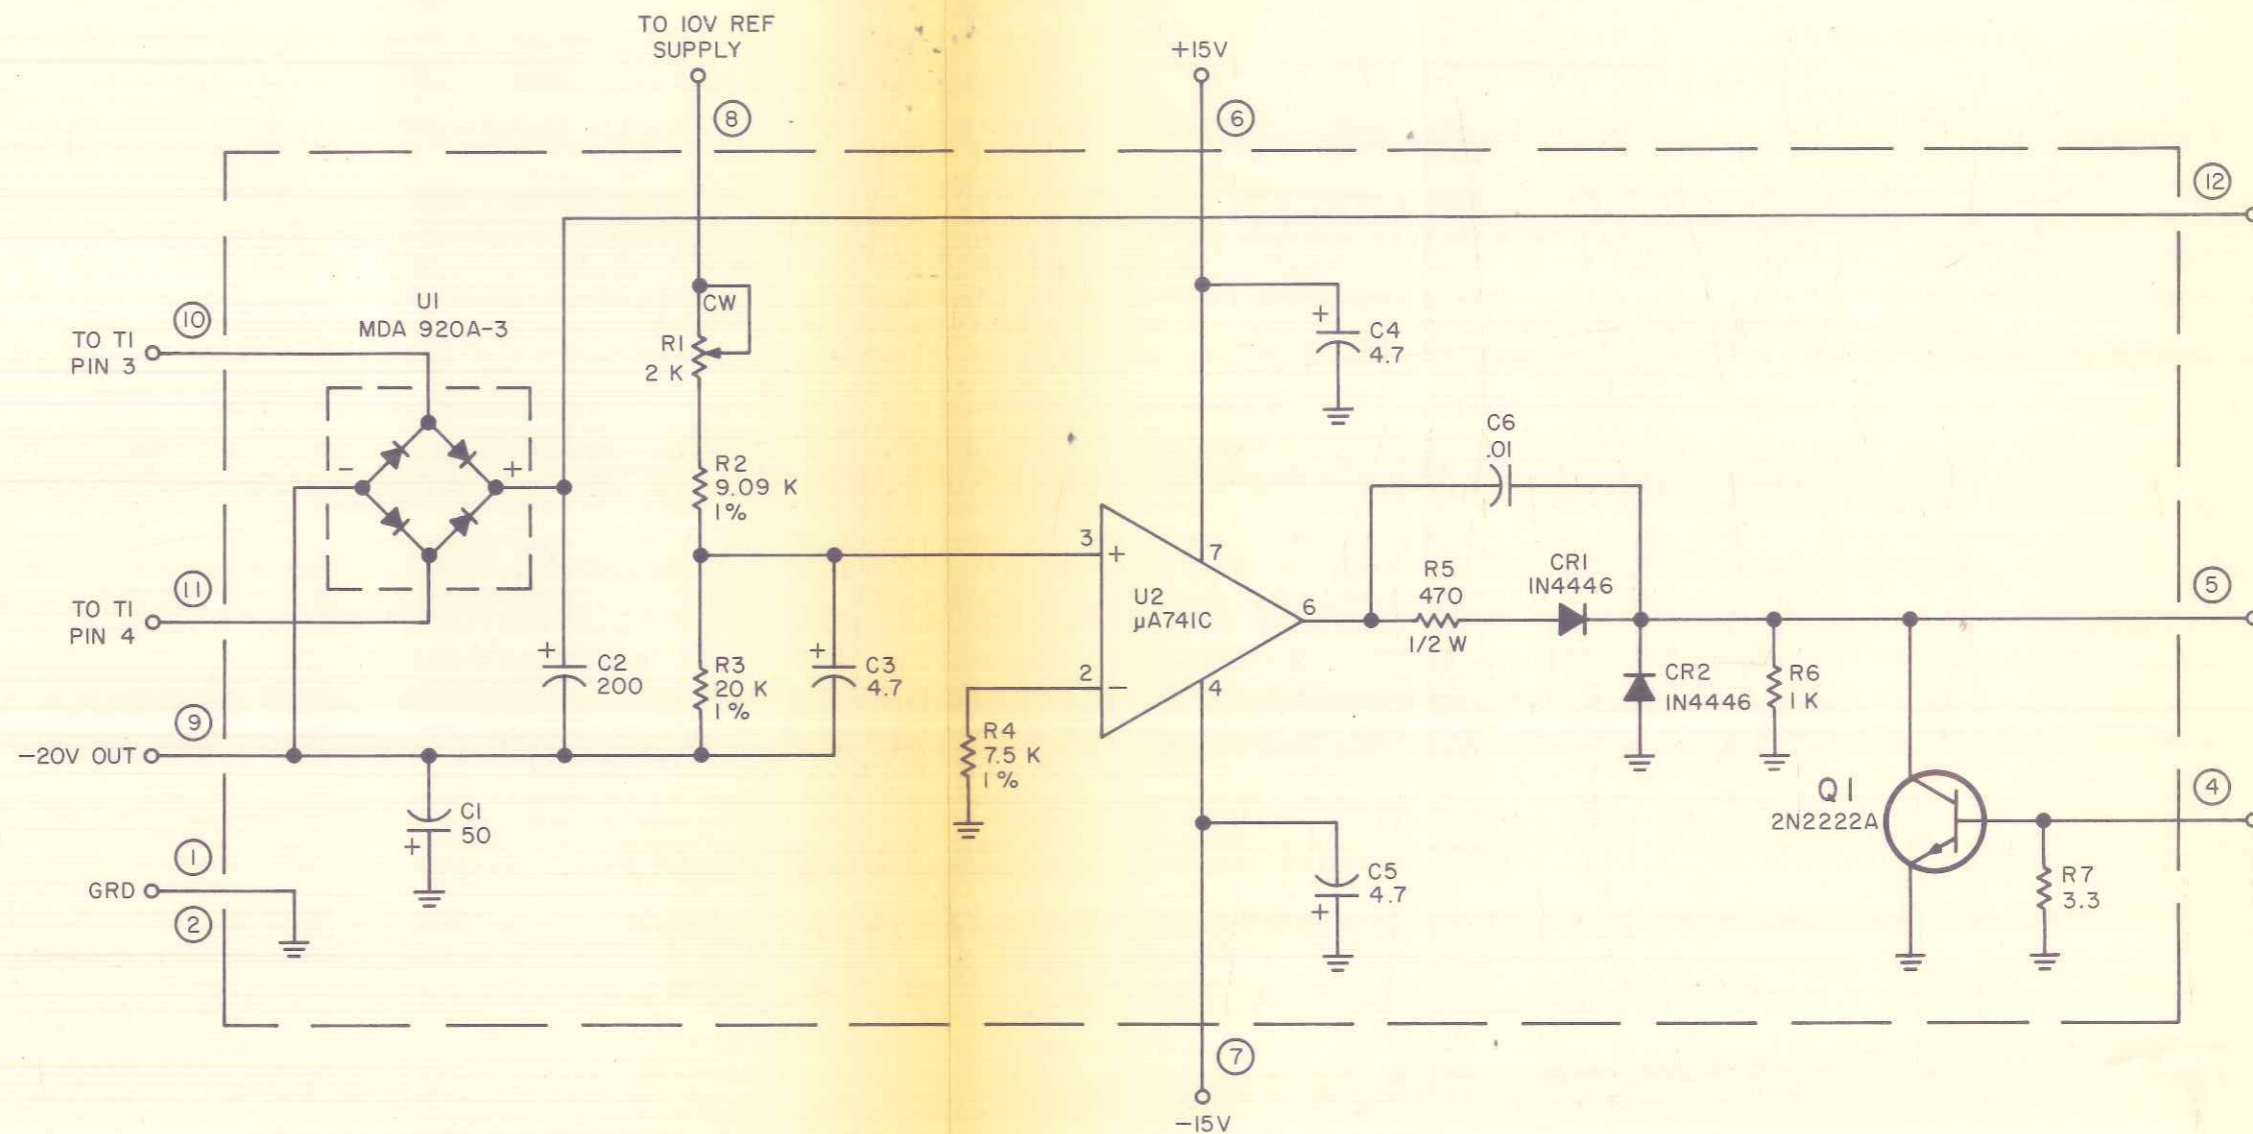 TO 10V REF
SUPPLY
8
+15V
6
12
10
TO T1
PIN 3
U1
MDA 920A-3
-
+
CW
R1
2 K
+
C4
4.7
R2
9.09 K
1%
C6
.01
11
TO T1
PIN 4
3
+
7
U2
µA741C
6
2
-
4
R5
470
1/2 W
CR1
1N4446
5
+
C2
200
R3
20 K
1%
+
C3
4.7
CR2
1N4446
R6
1 K
9
-20V OUT
R4
7.5 K
1%
Q1
2N2222A
4
C1
50
+
1
GRD
2
C5
4.7
+
R7
3.3
7
-15V